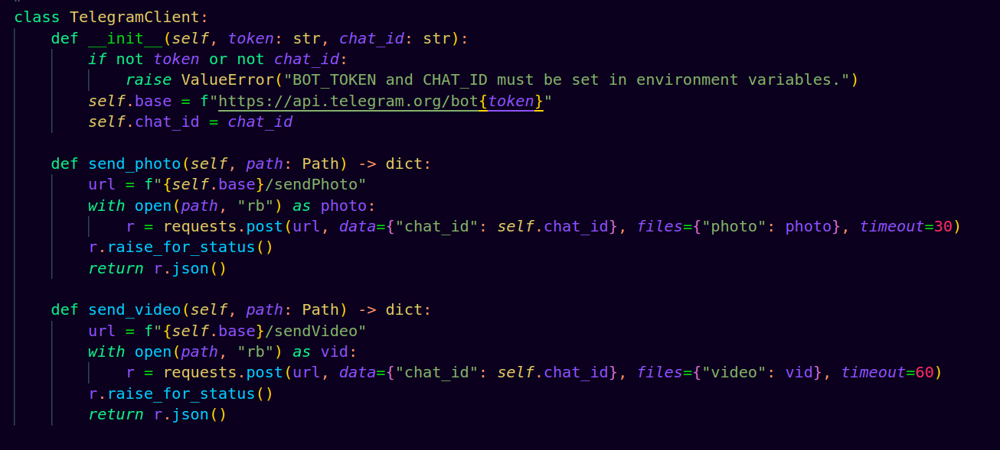 class TelegramClient:
    def __init__(self, token: str, chat_id: str):
        if not token or not chat_id:
            raise ValueError("BOT_TOKEN and CHAT_ID must be set in environment variables.")
        self.base = f"https://api.telegram.org/bot{token}"
        self.chat_id = chat_id

    def send_photo(self, path: Path) -> dict:
        url = f"{self.base}/sendPhoto"
        with open(path, "rb") as photo:
            r = requests.post(url, data={"chat_id": self.chat_id}, files={"photo": photo}, timeout=30)
        r.raise_for_status()
        return r.json()

    def send_video(self, path: Path) -> dict:
        url = f"{self.base}/sendVideo"
        with open(path, "rb") as vid:
            r = requests.post(url, data={"chat_id": self.chat_id}, files={"video": vid}, timeout=60)
        r.raise_for_status()
        return r.json()